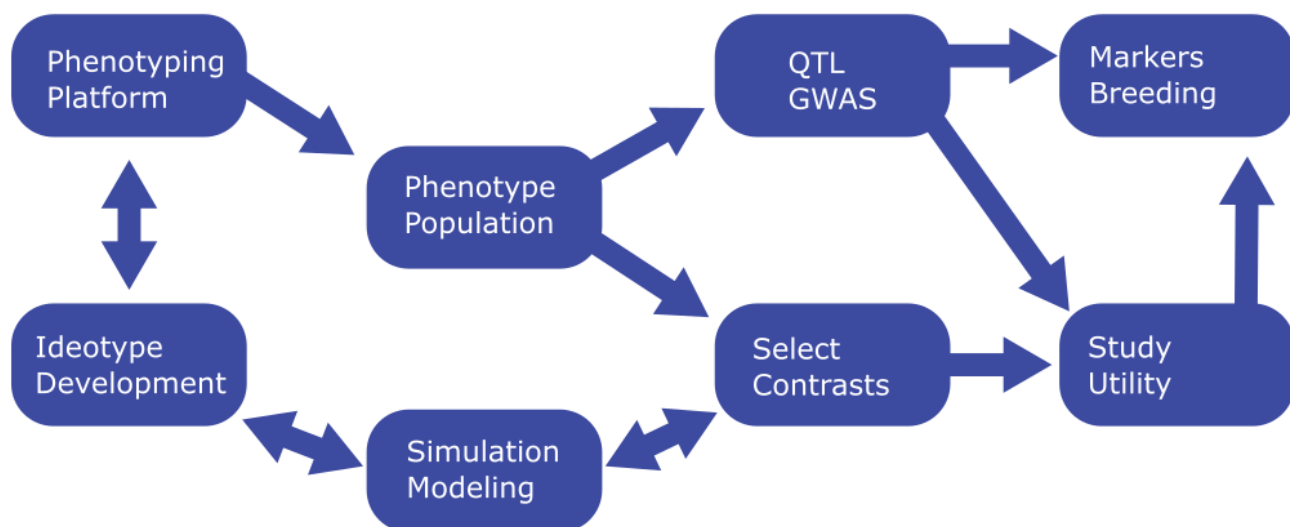 Phenotyping
Platform
QTL
GWAS
Markers
Breeding
Phenotype
Population
Ideotype
Development
Select
Contrasts
Study
Utility
Simulation
Modeling